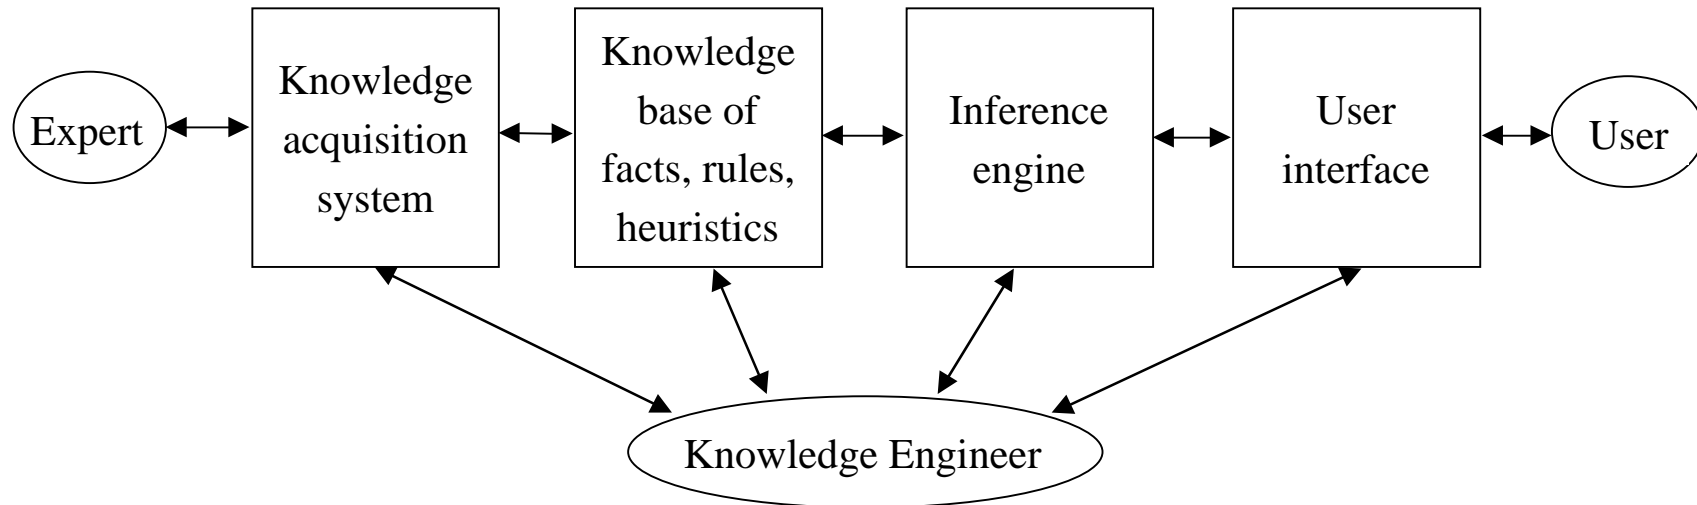 Expert
Knowledge
acquisition
system
Knowledge
base of
facts, rules,
heuristics
Inference
engine
User
interface
User
Knowledge Engineer